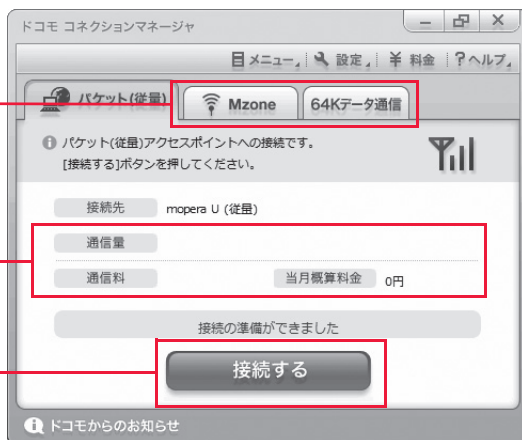 ドコモ コネクションマネージャ
メニュー 設定 料金 ?ヘルプ
パケット(従量) Mzone 64Kデータ通信
パケット(従量)アクセスポイントへの接続です。
[接続する]ボタンを押してください。
接続先 mopera U (従量)
通信量
通信料 当月概算料金 0円
接続の準備ができました
接続する
ドコモからのお知らせ